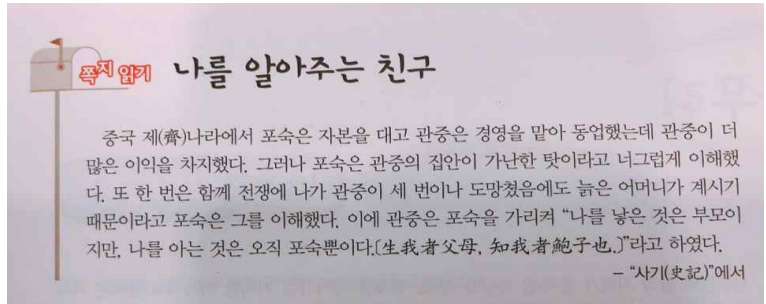 쪽지 읽기 나를 알아주는 친구
중국 제(齊)나라에서 포숙은 자본을 대고 관중은 경영을 맡아 동업했는데 관중이 더
많은 이익을 차지했다. 그러나 포숙은 관중의 집안이 가난한 탓이라고 너그럽게 이해했
다. 또 한 번은 함께 전쟁에 나가 관중이 세 번이나 도망쳤음에도 늙은 어머니가 계시기
때문이라고 포숙은 그를 이해했다. 이에 관중은 포숙을 가리켜 “나를 낳은 것은 부모이
지만, 나를 아는 것은 오직 포숙뿐이다.(生我者父母, 知我者鮑子也.)”라고 하였다.
– “사기(史記)”에서